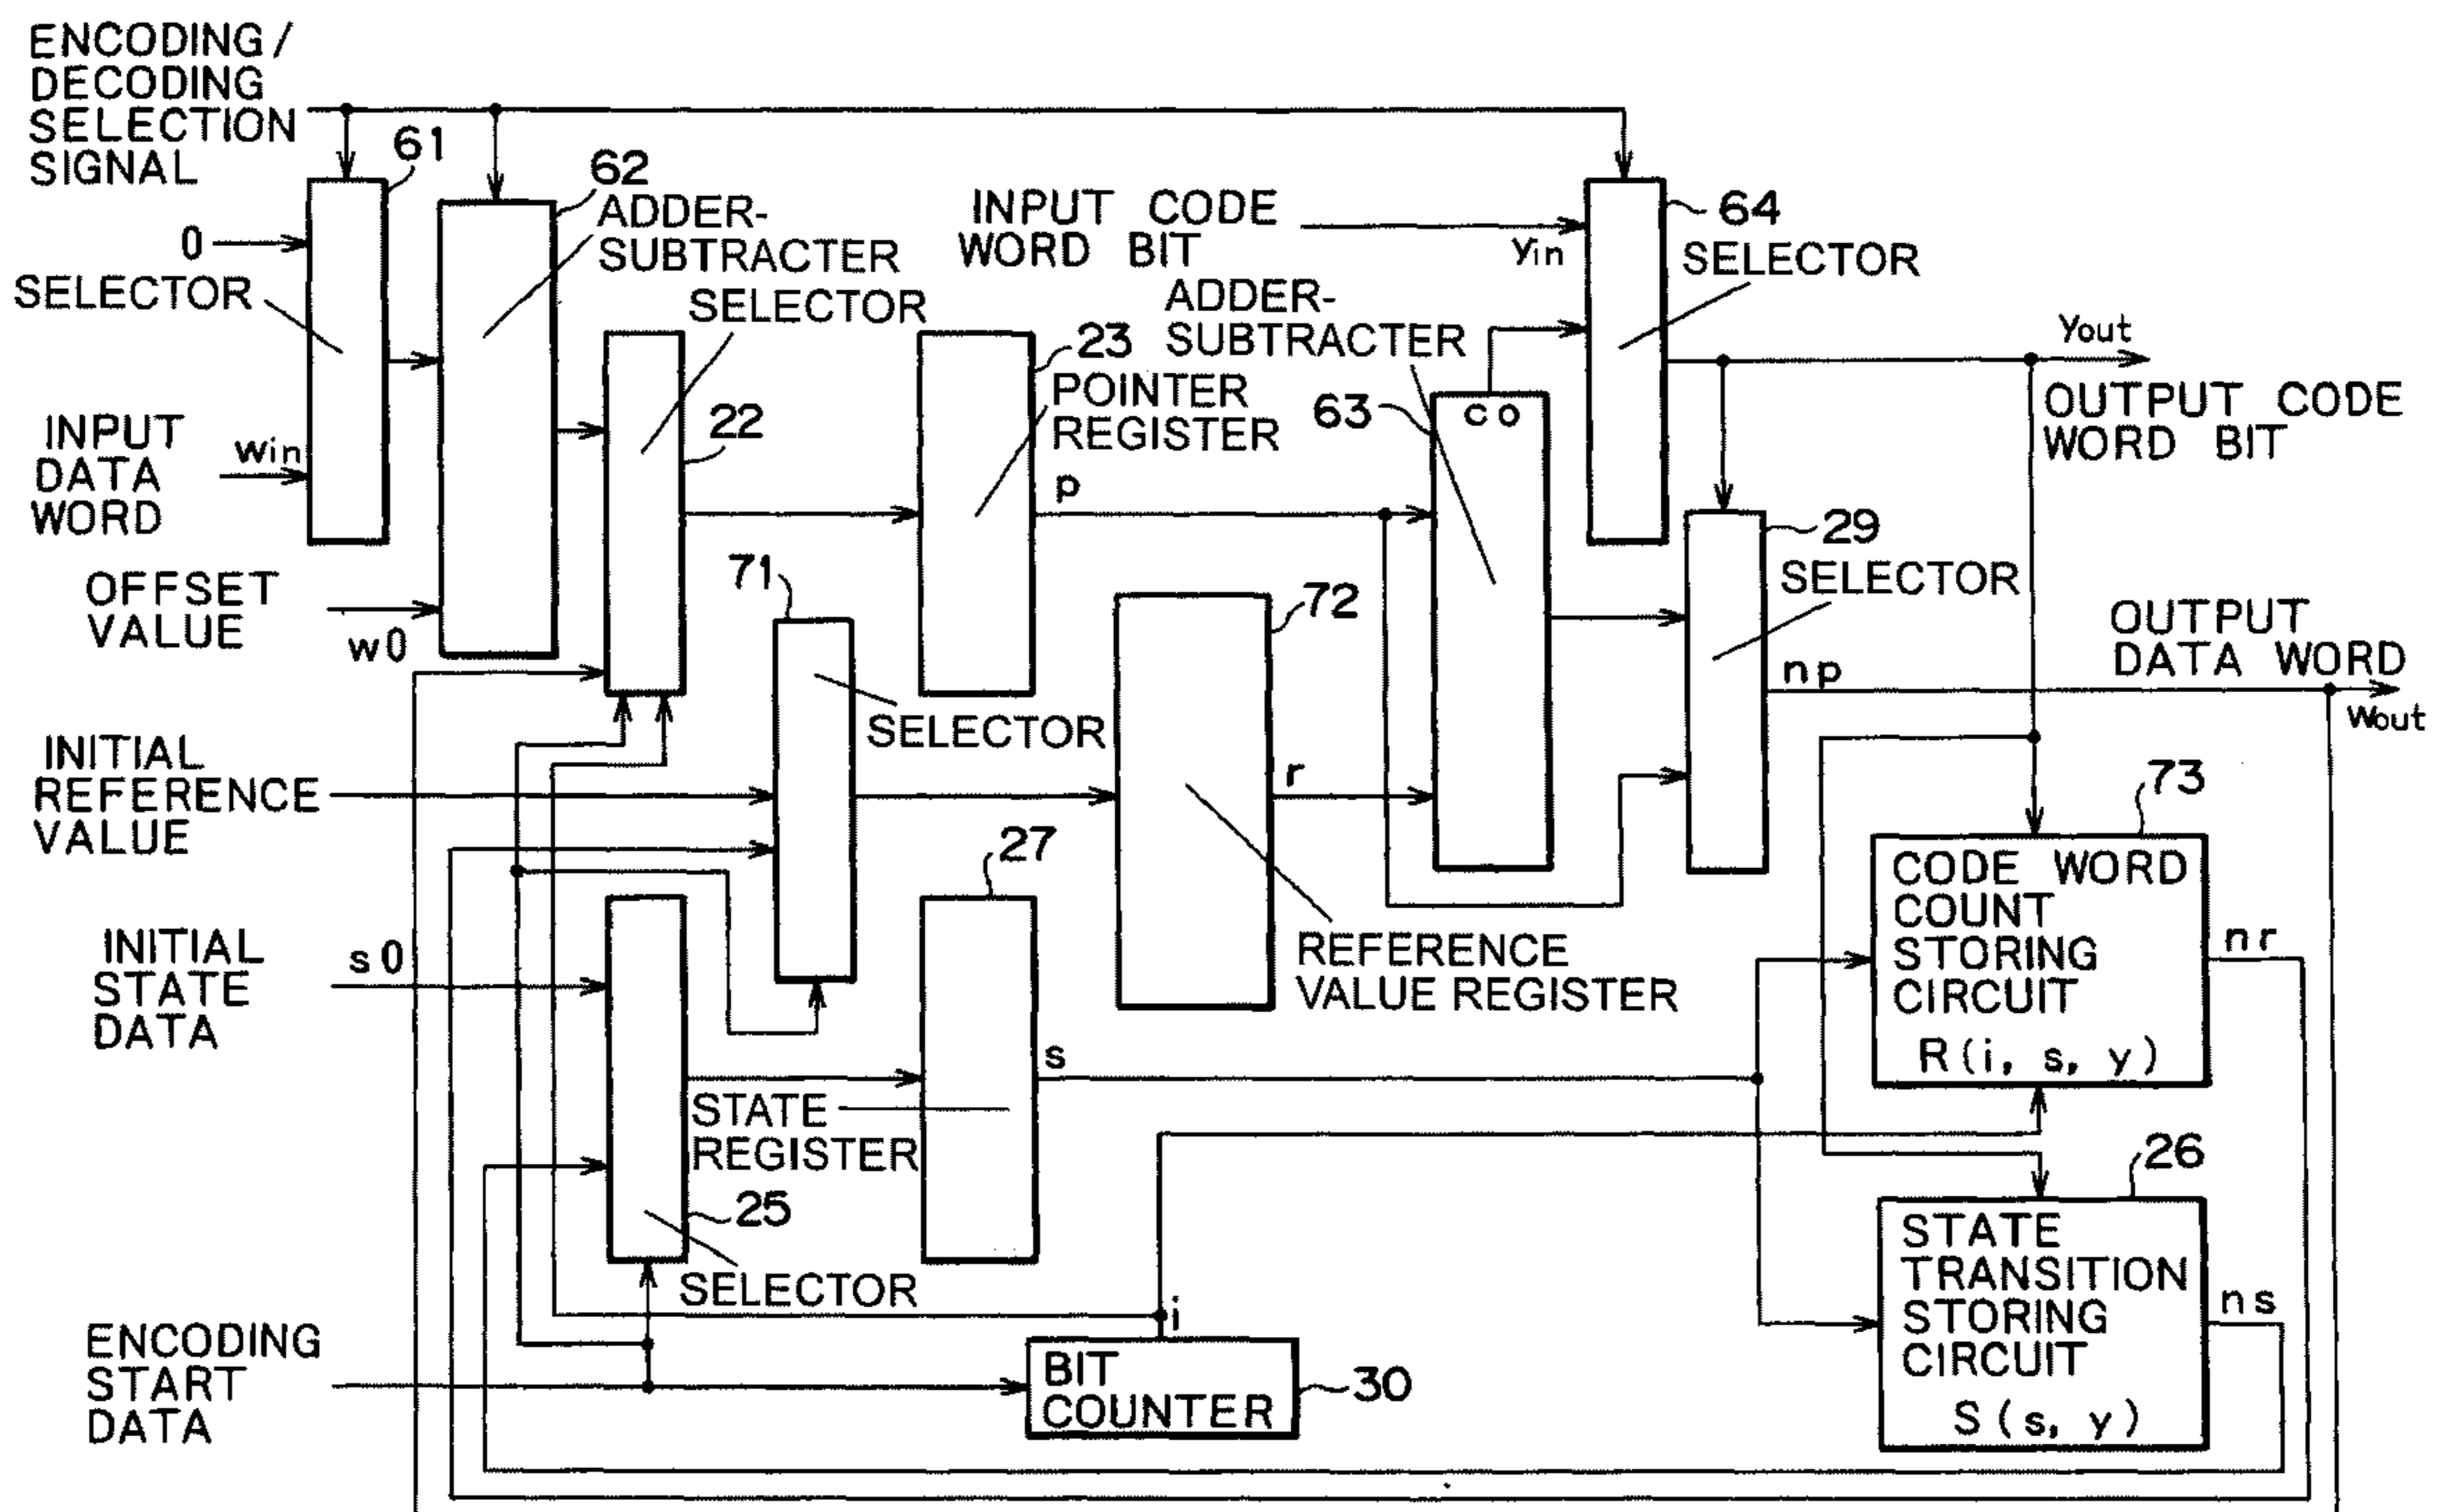 ENCODING/
DECODING
SELECTION
SIGNAL
61
62
ADDER-
SUBTRACTER
0
SELECTOR
SELECTOR
22
INPUT
DATA
WORD
win
OFFSET
VALUE
w0
23
POINTER
REGISTER
p
INPUT CODE
WORD BIT
yin
ADDER-
SUBTRACTER
63
CO
64
SELECTOR
yout
OUTPUT CODE
WORD BIT
29
SELECTOR
OUTPUT
DATA WORD
np
wout
71
SELECTOR
72
r
REFERENCE
VALUE REGISTER
INITIAL
REFERENCE
VALUE
27
INITIAL
STATE
DATA
s0
s
STATE
REGISTER
25
SELECTOR
73
CODE WORD
COUNT
STORING
CIRCUIT
R(i, s, y)
nr
26
STATE
TRANSITION
STORING
CIRCUIT
S(s, y)
ns
ENCODING
START
DATA
i
BIT
COUNTER
30